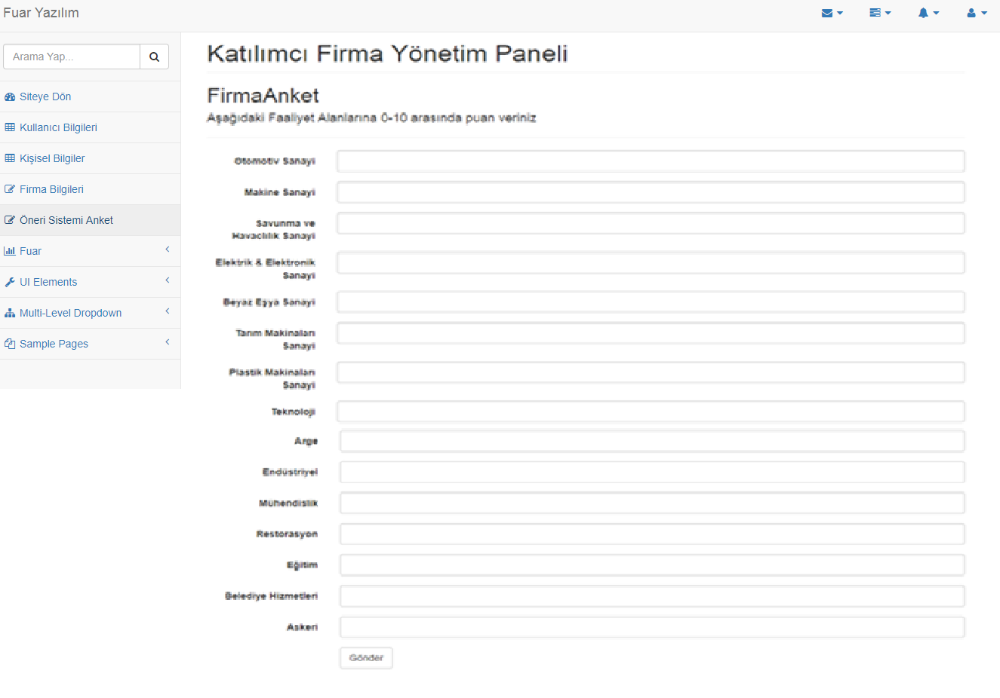 Fuar Yazılım
Arama Yap...
Siteye Dön
Kullanıcı Bilgileri
Kişisel Bilgiler
Firma Bilgileri
Öneri Sistemi Anket
Fuar
UI Elements
Multi-Level Dropdown
Sample Pages
Katılımcı Firma Yönetim Paneli
FirmaAnket
Aşağıdaki Faaliyet Alanlarına 0-10 arasında puan veriniz
Otomotiv Sanayi
Makine Sanayi
Savunma ve
Havacılık Sanayi
Elektrik & Elektronik
Sanayi
Beyaz Eşya Sanayi
Tarım Makinaları
Sanayi
Plastik Makinaları
Sanayi
Teknoloji
Arge
Endüstriyel
Mühendislik
Restorasyon
Eğitim
Belediye Hizmetleri
Askeri
Gönder